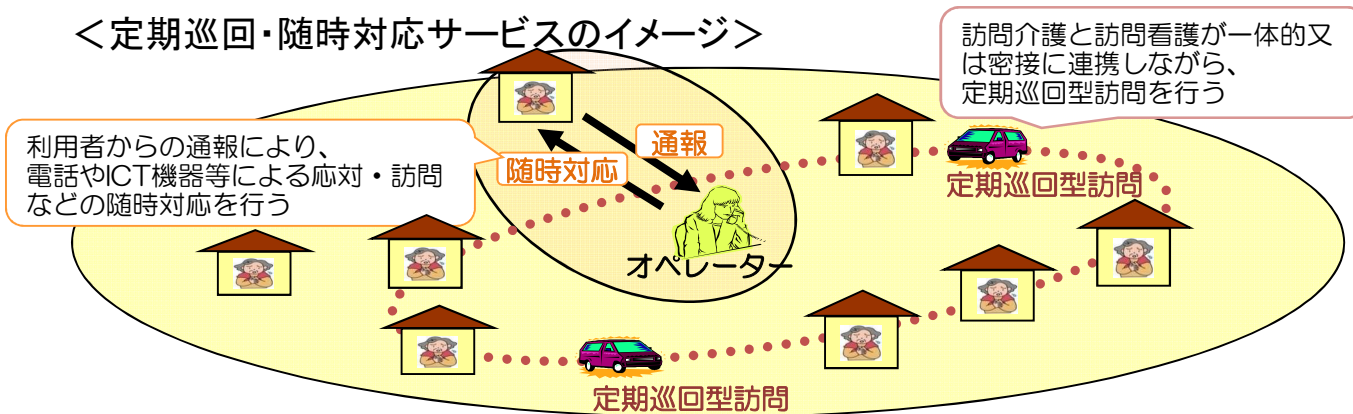 ＜定期巡回・随時対応サービスのイメージ＞
訪問介護と訪問看護が一体的又
は密接に連携しながら、
定期巡回型訪問を行う
利用者からの通報により、
電話やICT機器等による応対・訪問
などの随時対応を行う
通報
随時対応
定期巡回型訪問
オペレーター
定期巡回型訪問